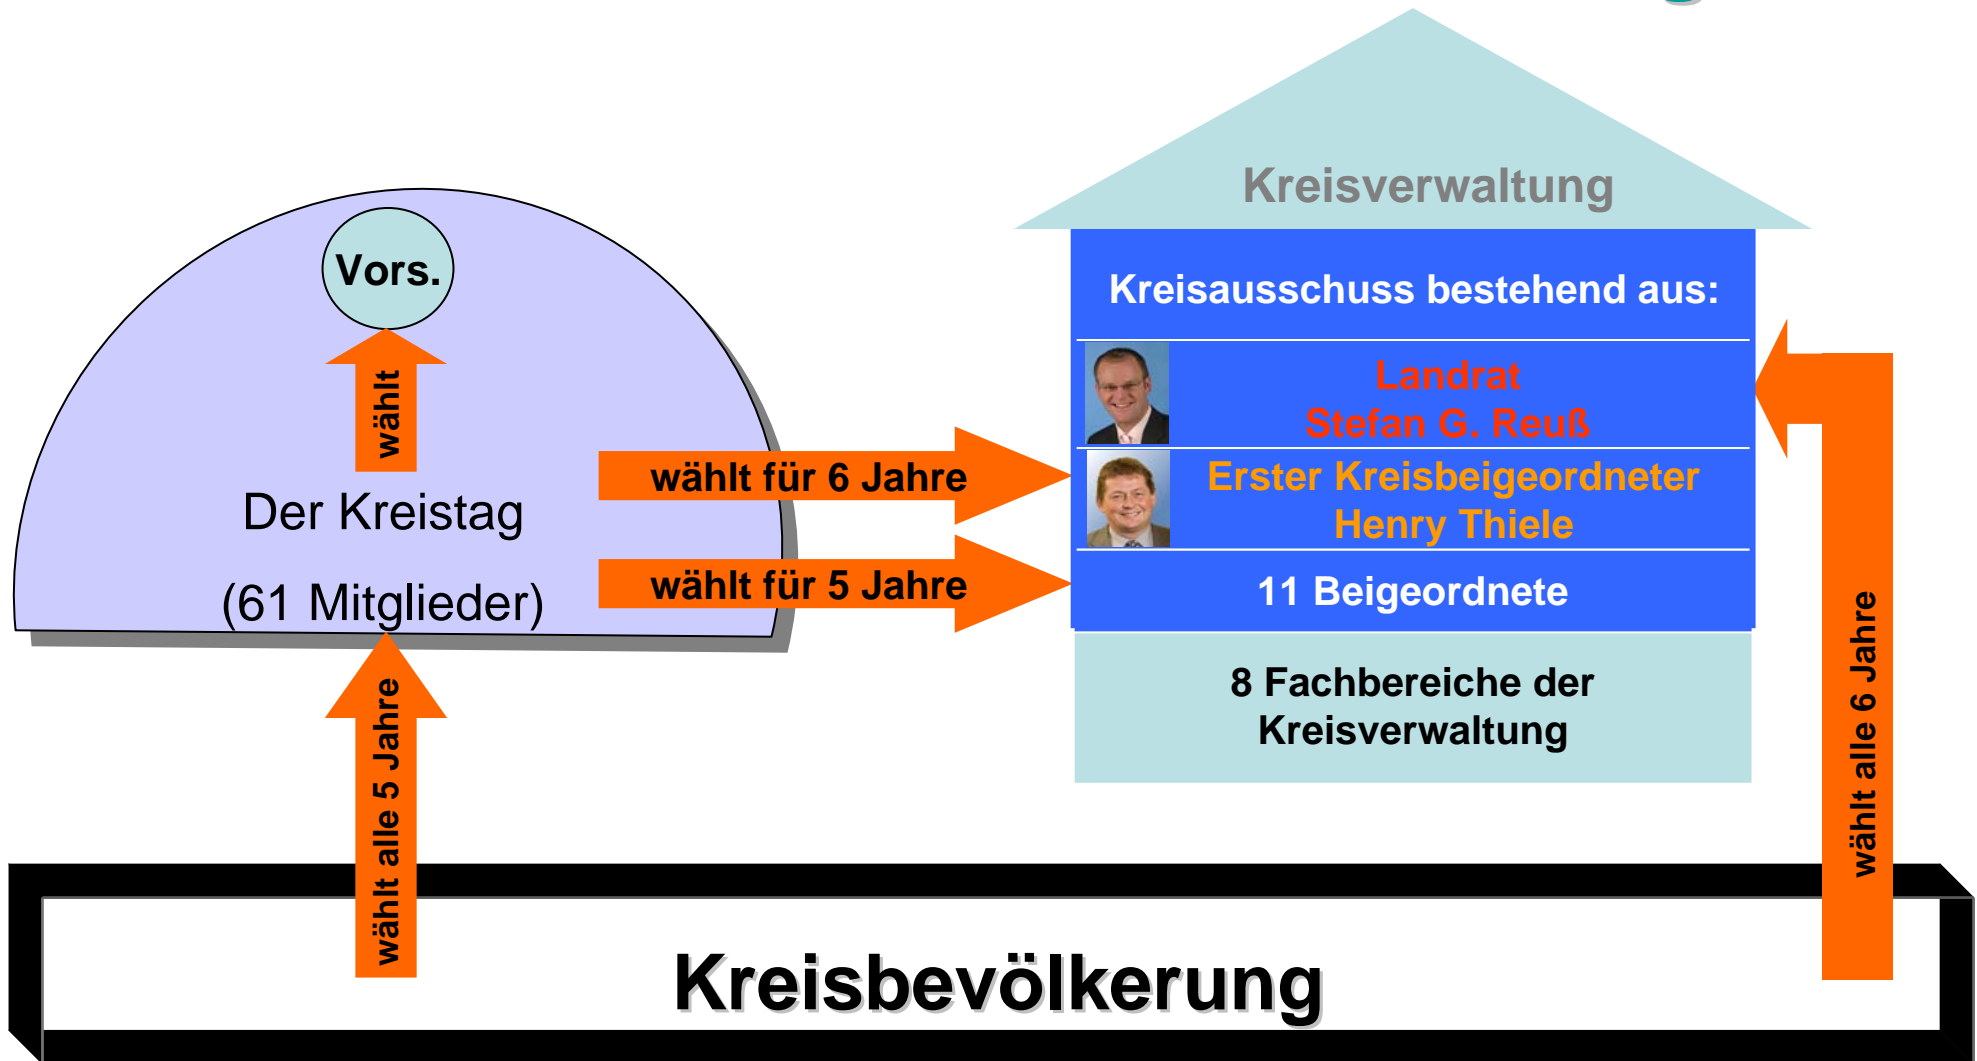 Kreisverwaltung
Kreisausschuss bestehend aus:
Landrat
Stefan G. Reuß
Erster Kreisbeigeordneter
Henry Thiele
11 Beigeordnete
8 Fachbereiche der
Kreisverwaltung
Vors.
wählt
Der Kreistag
(61 Mitglieder)
wählt für 6 Jahre
wählt für 5 Jahre
wählt alle 5 Jahre
wählt alle 6 Jahre
Kreisbevölkerung